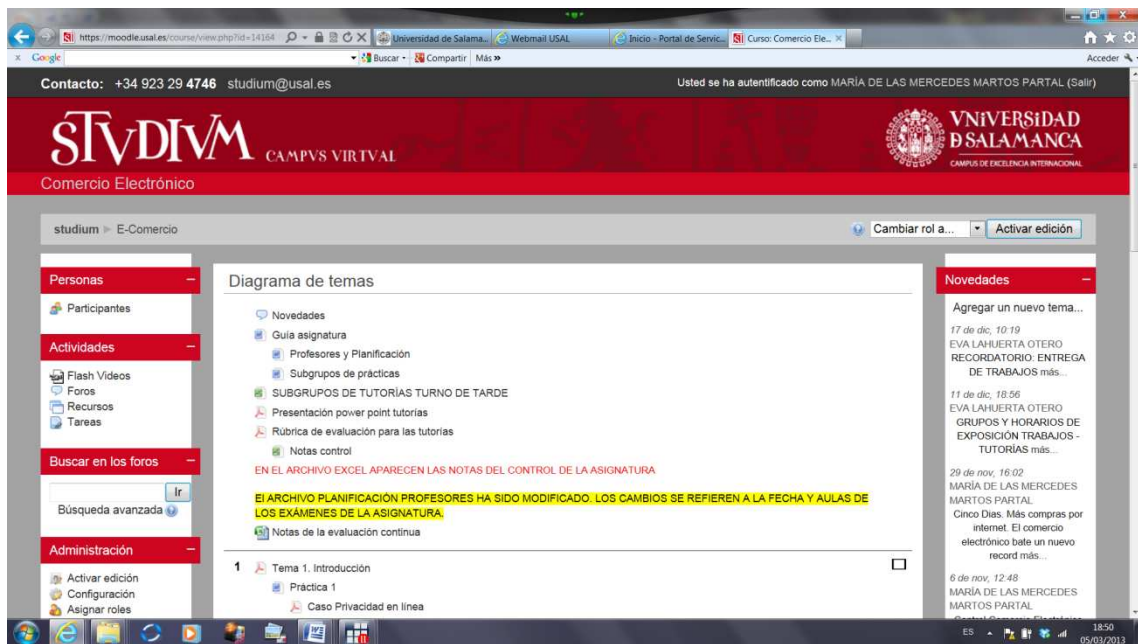 https://moodle.usal.es/course/view.php?id=14164
Universidad de Salama...
Webmail USAL
Inicio - Portal de Servic...
Curso: Comercio Ele...
Google
Buscar
Compartir
Más »
Acceder
Contacto: +34 923 29 4746 studium@usal.es
Usted se ha autentificado como MARÍA DE LAS MERCEDES MARTOS PARTAL (Salir)
STVDIVM CAMPVS VIRTVAL
VNiVERSiDAD
D SALAMANCA
CAMPUS DE EXCELENCIA INTERNACIONAL
Comercio Electrónico
studium ► E-Comercio
Cambiar rol a...
Activar edición
Personas
Participantes
Actividades
Flash Videos
Foros
Recursos
Tareas
Buscar en los foros
Ir
Búsqueda avanzada
Administración
Activar edición
Configuración
Asignar roles
Diagrama de temas
Novedades
Guía asignatura
Profesores y Planificación
Subgrupos de prácticas
SUBGRUPOS DE TUTORÍAS TURNO DE TARDE
Presentación power point tutorías
Rúbrica de evaluación para las tutorías
Notas control
EN EL ARCHIVO EXCEL APARECEN LAS NOTAS DEL CONTROL DE LA ASIGNATURA
El ARCHIVO PLANIFICACIÓN PROFESORES HA SIDO MODIFICADO. LOS CAMBIOS SE REFIEREN A LA FECHA Y AULAS DE
LOS EXÁMENES DE LA ASIGNATURA.
Notas de la evaluación continua
1 Tema 1. Introducción
Práctica 1
Caso Privacidad en línea
Novedades
Agregar un nuevo tema...
17 de dic, 10:19
EVA LAHUERTA OTERO
RECORDATORIO: ENTREGA
DE TRABAJOS más...
11 de dic, 18:56
EVA LAHUERTA OTERO
GRUPOS Y HORARIOS DE
EXPOSICIÓN TRABAJOS -
TUTORÍAS más...
29 de nov, 16:02
MARÍA DE LAS MERCEDES
MARTOS PARTAL
Cinco Dias. Más compras por
internet. El comercio
electrónico bate un nuevo
record más...
6 de nov, 12:48
MARÍA DE LAS MERCEDES
MARTOS PARTAL
ES
18:50
05/03/2013